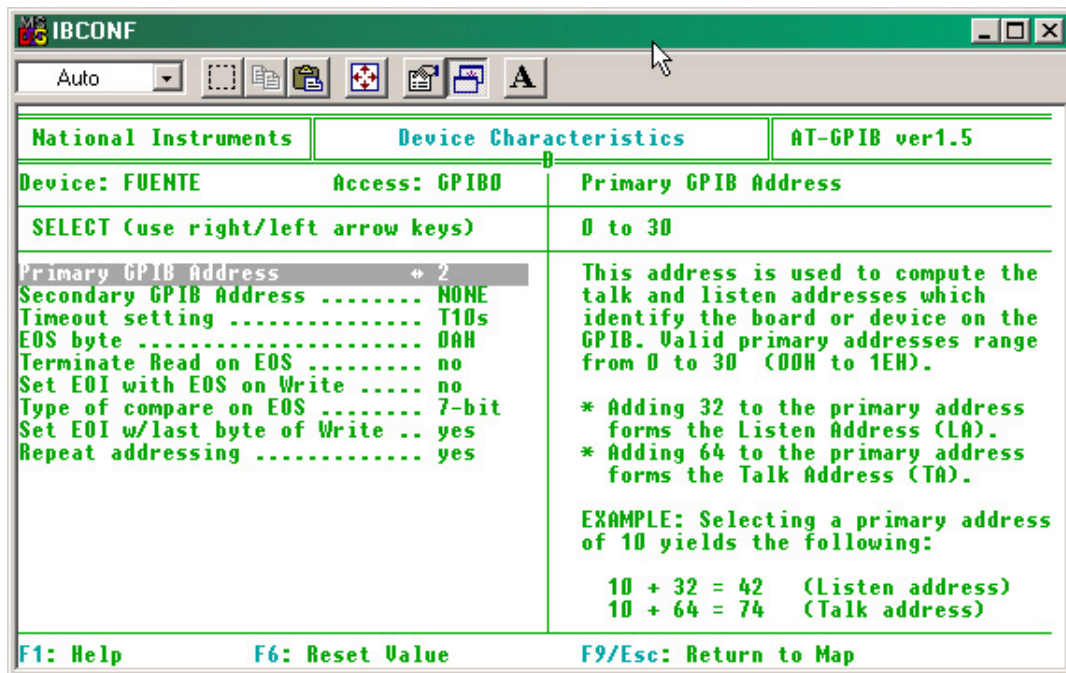 IBCONF
Auto
A
National Instruments Device Characteristics AT-GPIB ver1.5
Device: FUENTE Access: GPIB0
SELECT (use right/left arrow keys)
Primary GPIB Address ↔ 2
Secondary GPIB Address ........ NONE
Timeout setting ............... T10s
EOS byte ...................... 0AH
Terminate Read on EOS ......... no
Set EOI with EOS on Write ..... no
Type of compare on EOS ........ 7-bit
Set EOI w/last byte of Write .. yes
Repeat addressing ............. yes
Primary GPIB Address
0 to 30
This address is used to compute the
talk and listen addresses which
identify the board or device on the
GPIB. Valid primary addresses range
from 0 to 30 (00H to 1EH).
* Adding 32 to the primary address
forms the Listen Address (LA).
* Adding 64 to the primary address
forms the Talk Address (TA).
EXAMPLE: Selecting a primary address
of 10 yields the following:
10 + 32 = 42 (Listen address)
10 + 64 = 74 (Talk address)
F1: Help F6: Reset Value F9/Esc: Return to Map